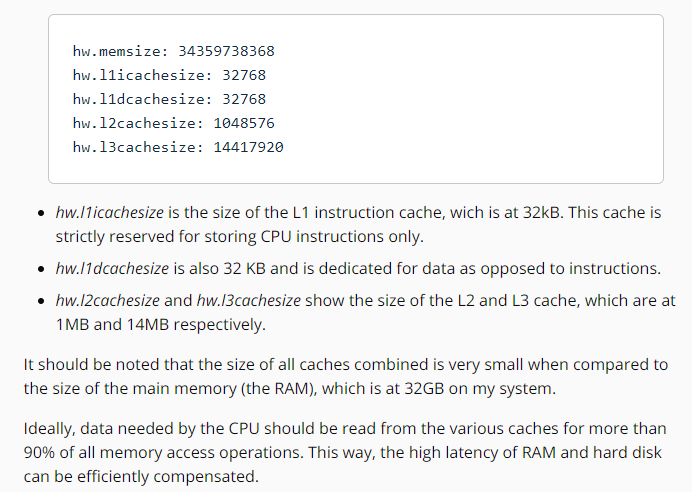 hw.memsize: 34359738368
hw.l1icachesize: 32768
hw.l1dcachesize: 32768
hw.l2cachesize: 1048576
hw.l3cachesize: 14417920
• hw.l1icachesize is the size of the L1 instruction cache, wich is at 32kB. This cache is
strictly reserved for storing CPU instructions only.
• hw.l1dcachesize is also 32 KB and is dedicated for data as opposed to instructions.
• hw.l2cachesize and hw.l3cachesize show the size of the L2 and L3 cache, which are at
1MB and 14MB respectively.
It should be noted that the size of all caches combined is very small when compared to
the size of the main memory (the RAM), which is at 32GB on my system.
Ideally, data needed by the CPU should be read from the various caches for more than
90% of all memory access operations. This way, the high latency of RAM and hard disk
can be efficiently compensated.